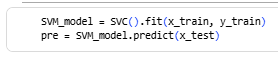 SVM_model = SVC().fit(x_train, y_train)
pre = SVM_model.predict(x_test)